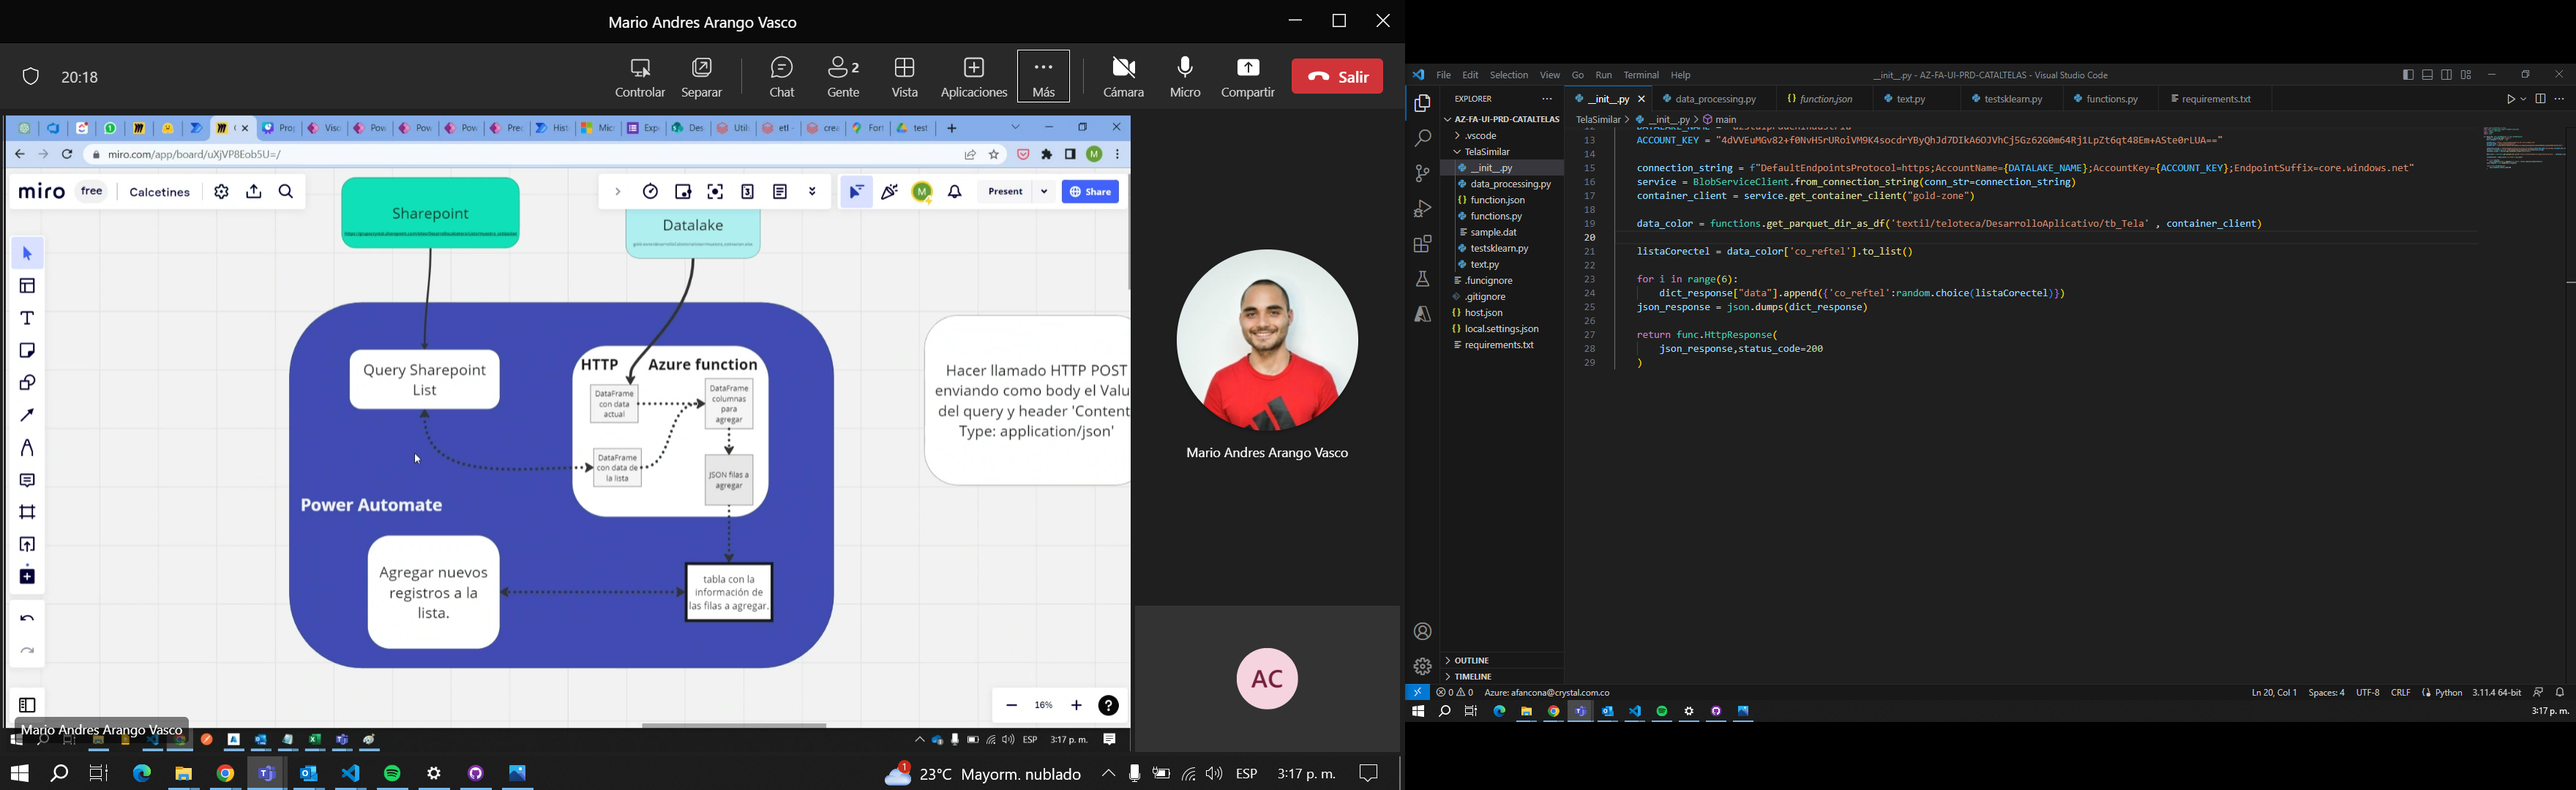 Mario Andres Arango Vasco
20:18
Controlar
Separar
Chat
2
Gente
Vista
Aplicaciones
Más
Cámara
Micro
Compartir
Salir
Pro
Viso
Pow
Pow
Pow
Prec
Hist
Mic
Exp
Des
Utili
etl -
crea
For
test
miro.com/app/board/uXjVP8Eob5U=/
M
miro
free
Calcetines
3
M
Present
Share
Sharepoint
Datalake
Query Sharepoint
List
HTTP
Azure function
DataFrame
con data
actual
DataFrame
columnas
para
agregar
DataFrame
con data de
la lista
JSON filas a
agregar
Hacer llamado HTTP POST
enviando como body el Valu
del query y header 'Content
Type: application/json'
Power Automate
Agregar nuevos
registros a la
lista.
tabla con la
información de
las filas a agregar.
16%
Mario Andres Arango Vasco
ESP
3:17 p. m.
Mario Andres Arango Vasco
AC
1
23°C Mayorm. nublado
ESP
3:17 p. m.
File
Edit
Selection
View
Go
Run
Terminal
Help
__init__.py - AZ-FA-UI-PRD-CATALTELAS - Visual Studio Code
EXPLORER
AZ-FA-UI-PRD-CATALTELAS
.vscode
TelaSimilar
__init__.py
data_processing.py
function.json
functions.py
sample.dat
testsklearn.py
text.py
.funcignore
.gitignore
host.json
local.settings.json
requirements.txt
OUTLINE
TIMELINE
__init__.py
data_processing.py
function.json
text.py
testsklearn.py
functions.py
requirements.txt
TelaSimilar > __init__.py > main
13 ACCOUNT_KEY =
14
15 connection_string = f"DefaultEndpointsProtocol=https;AccountName={DATALAKE_NAME};AccountKey={ACCOUNT_KEY};EndpointSuffix=core.windows.net"
16 service = BlobServiceClient.from_connection_string(conn_str=connection_string)
17 container_client = service.get_container_client("gold-zone")
18
19 data_color = functions.get_parquet_dir_as_df('textil/teloteca/DesarrolloAplicativo/tb_Tela' , container_client)
20
21 listaCorectel = data_color['co_reftel'].to_list()
22
23 for i in range(6):
24 dict_response["data"].append({'co_reftel':random.choice(listaCorectel)})
25 json_response = json.dumps(dict_response)
26
27 return func.HttpResponse(
28 json_response,status_code=200
29 )
0
0
Azure: afancona@crystal.com.co
Ln 20, Col 1
Spaces: 4
UTF-8
CRLF
Python
3.11.4 64-bit
3:17 p. m.